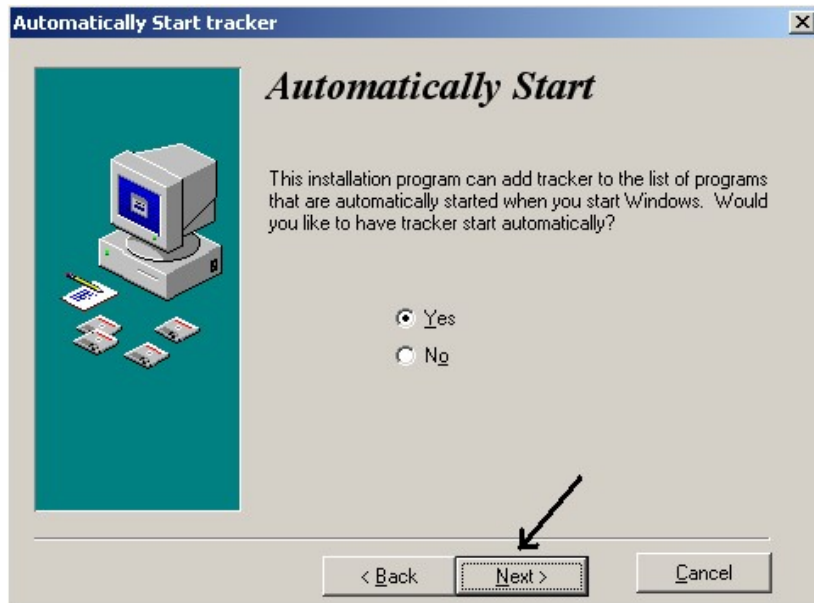 Automatically Start tracker
Automatically Start
This installation program can add tracker to the list of programs
that are automatically started when you start Windows. Would
you like to have tracker start automatically?
Yes
No
< Back
Next >
Cancel